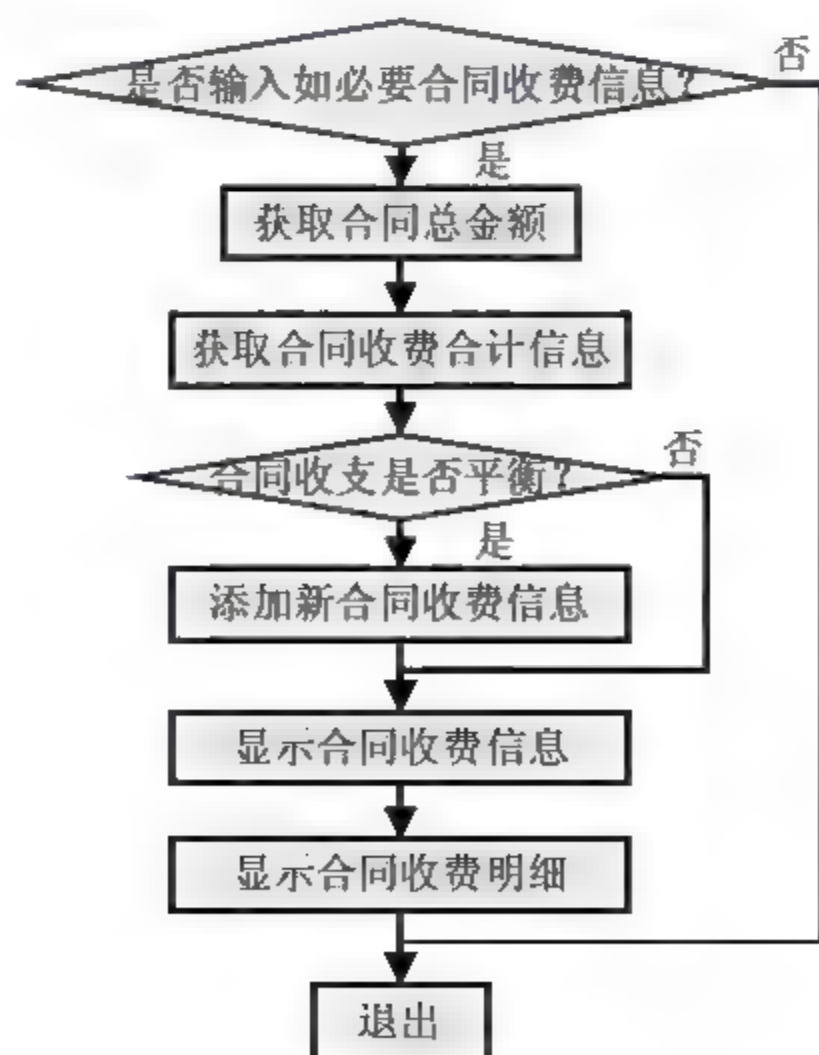 是否输入如必要合同收费信息?
否
是
获取合同总金额
获取合同收费合计信息
合同收支是否平衡?
否
是
添加新合同收费信息
显示合同收费信息
显示合同收费明细
退出